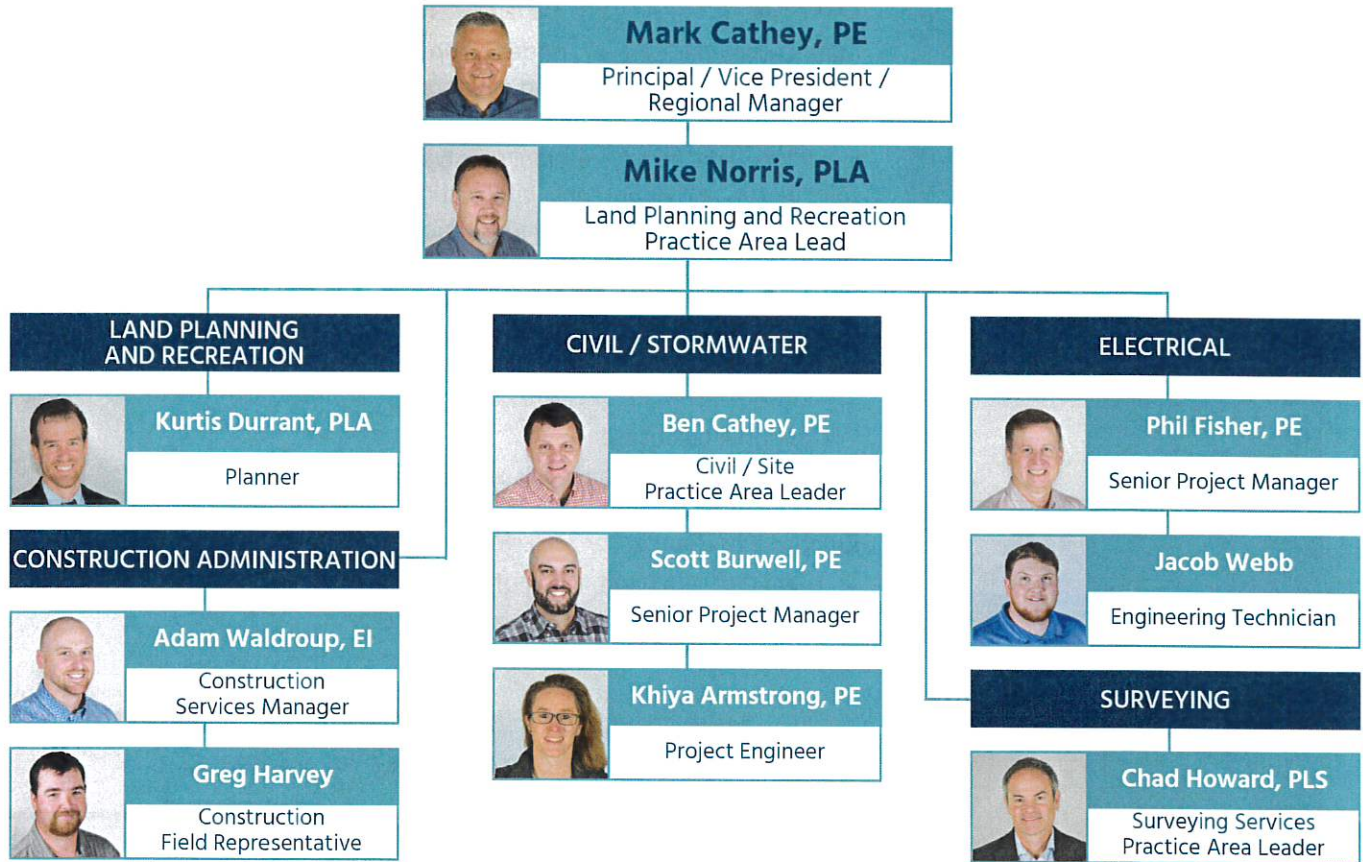 Mark Cathey, PE
Principal / Vice President /
Regional Manager
Mike Norris, PLA
Land Planning and Recreation
Practice Area Lead
LAND PLANNING
AND RECREATION
Kurtis Durrant, PLA
Planner
CONSTRUCTION ADMINISTRATION
Adam Waldroup, EI
Construction
Services Manager
Greg Harvey
Construction
Field Representative
CIVIL / STORMWATER
Ben Cathey, PE
Civil / Site
Practice Area Leader
Scott Burwell, PE
Senior Project Manager
Khiya Armstrong, PE
Project Engineer
ELECTRICAL
Phil Fisher, PE
Senior Project Manager
Jacob Webb
Engineering Technician
SURVEYING
Chad Howard, PLS
Surveying Services
Practice Area Leader